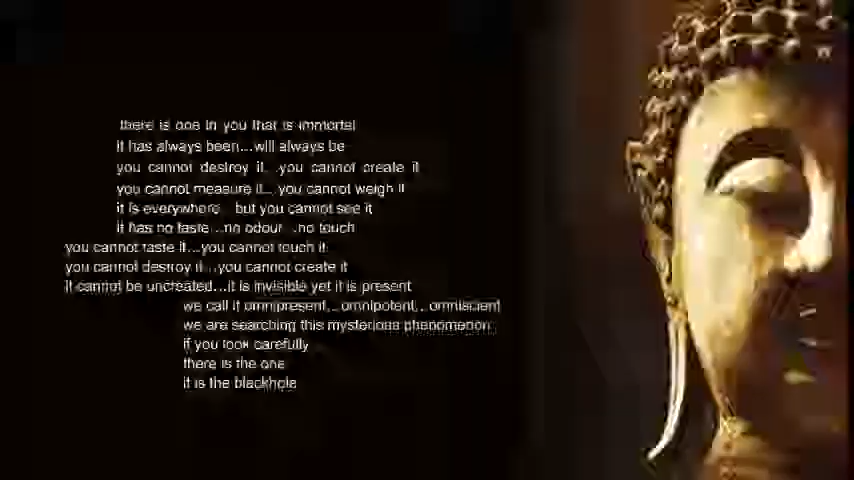 there is one in you that is immortal
it has always been...will always be
you cannot destroy it...you cannot create it
you cannot measure it... you cannot weigh it
it is everywhere... but you cannot see it
it has no taste ...no odour ...no touch
you cannot taste it...you cannot touch it
you cannot destroy it...you cannot create it
it cannot be uncreated...it is invisible yet it is present
we call it omnipresent... omnipotent... omniscient
we are searching this mysterious phenomenon
if you look carefully
there is the one
it is the blackhole